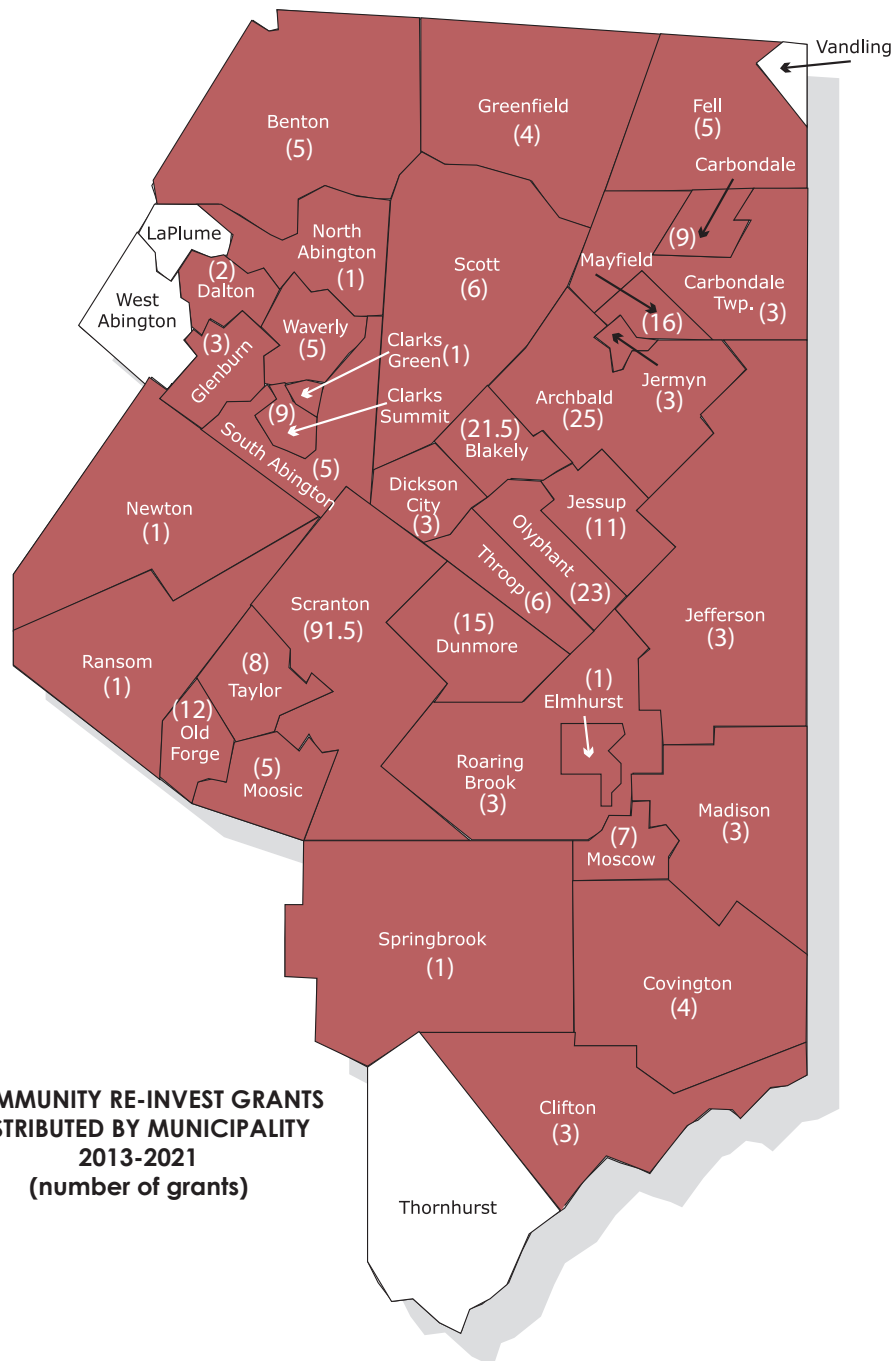 Vandling
Greenfield
(4)
Fell
(5)
Benton
(5)
Carbondale
(9)
LaPlume
North
Abington
(1)
Scott
(6)
Mayfield
(16)
Carbondale
Twp. (3)
(2)
Dalton
West
Abington
Waverly
(5)
Clarks
Green (1)
(3)
Glenburn
Jermyn
(3)
Clarks
Summit
(9)
Archbald
(25)
(21.5)
Blakely
South Abington
(5)
Dickson
City
(3)
Jessup
(11)
Newton
(1)
Olyphant
(23)
Throop
(6)
Scranton
(91.5)
(15)
Dunmore
Jefferson
(3)
Ransom
(1)
(8)
Taylor
(1)
Elmhurst
(12)
Old
Forge
(5)
Moosic
Roaring
Brook
(3)
Madison
(3)
(7)
Moscow
Springbrook
(1)
Covington
(4)
MMUNITY RE-INVEST GRANTS
STRIBUTED BY MUNICIPALITY
2013-2021
(number of grants)
Clifton
(3)
Thornhurst